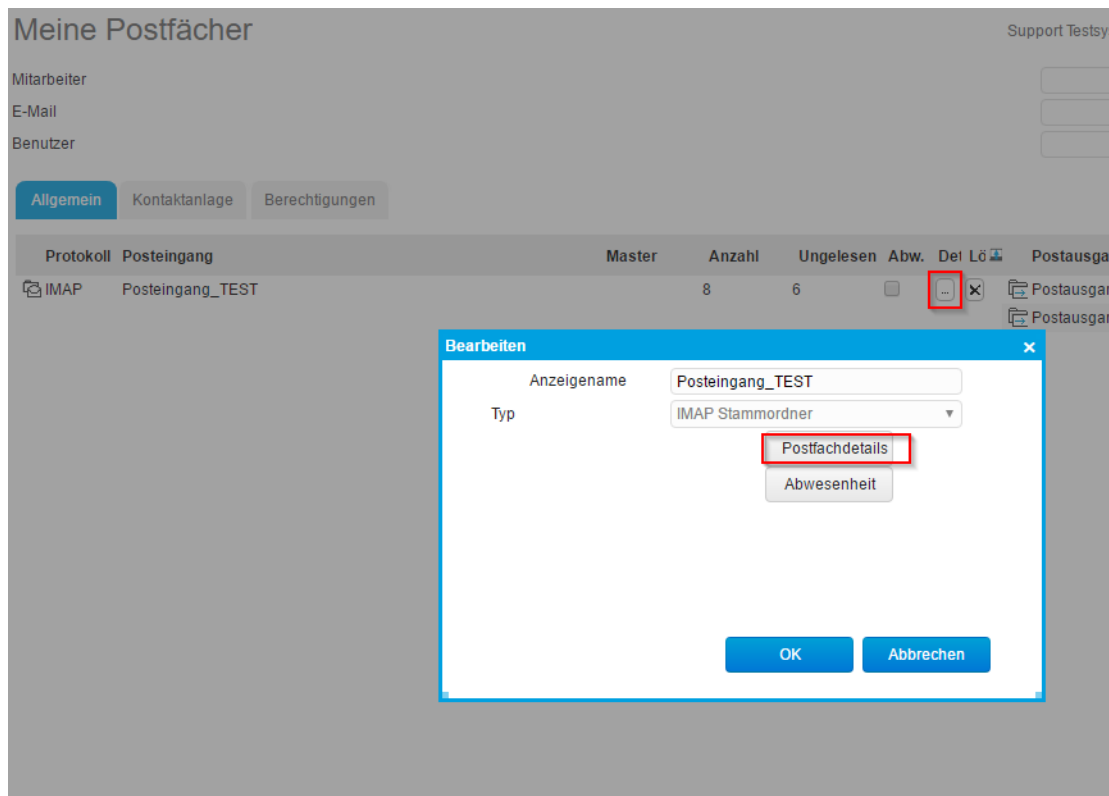 Meine Postfächer
Support Testsy
Mitarbeiter
E-Mail
Benutzer
Allgemein Kontaktanlage Berechtigungen
Protokoll Posteingang Master Anzahl Ungelesen Abw. Det Lö Postausga
IMAP Posteingang_TEST 8 6 ... Postausgar
Postausgar
Bearbeiten
Anzeigename Posteingang_TEST
Typ IMAP Stammordner
Postfachdetails
Abwesenheit
OK Abbrechen